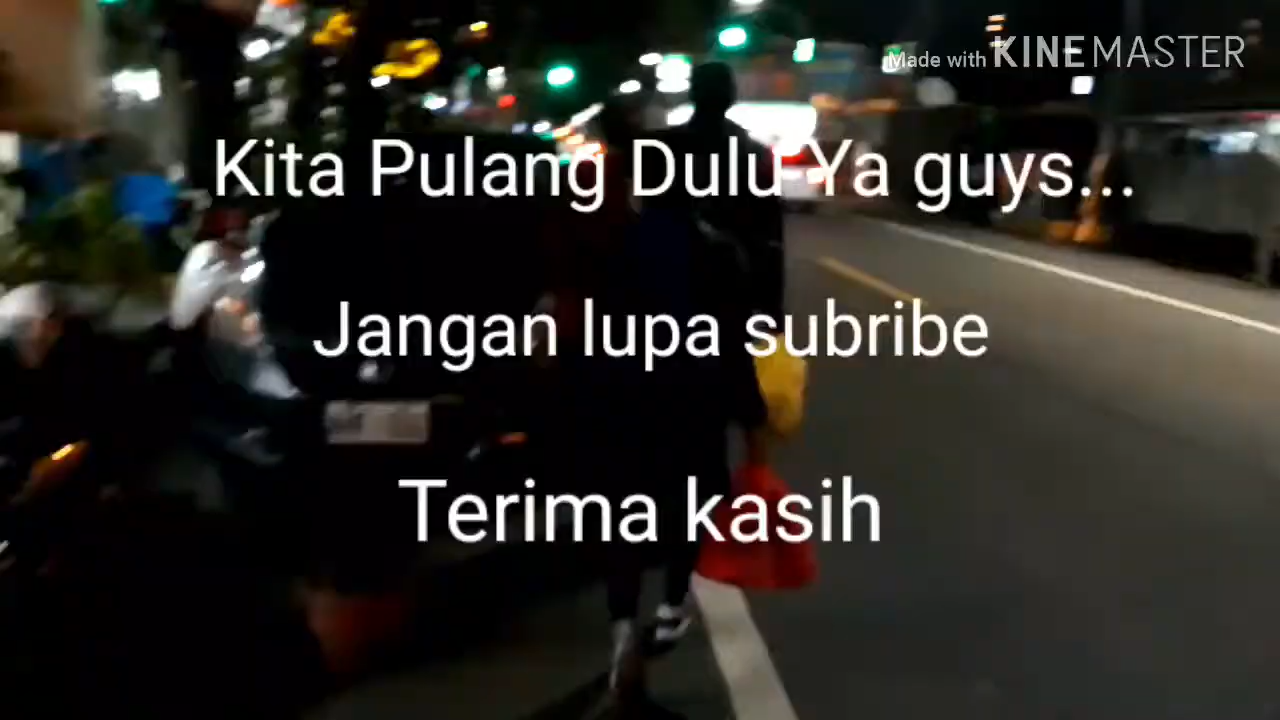 Made with KINEMASTER
Kita Pulang Dulu Ya guys...
Jangan lupa subribe
Terima kasih